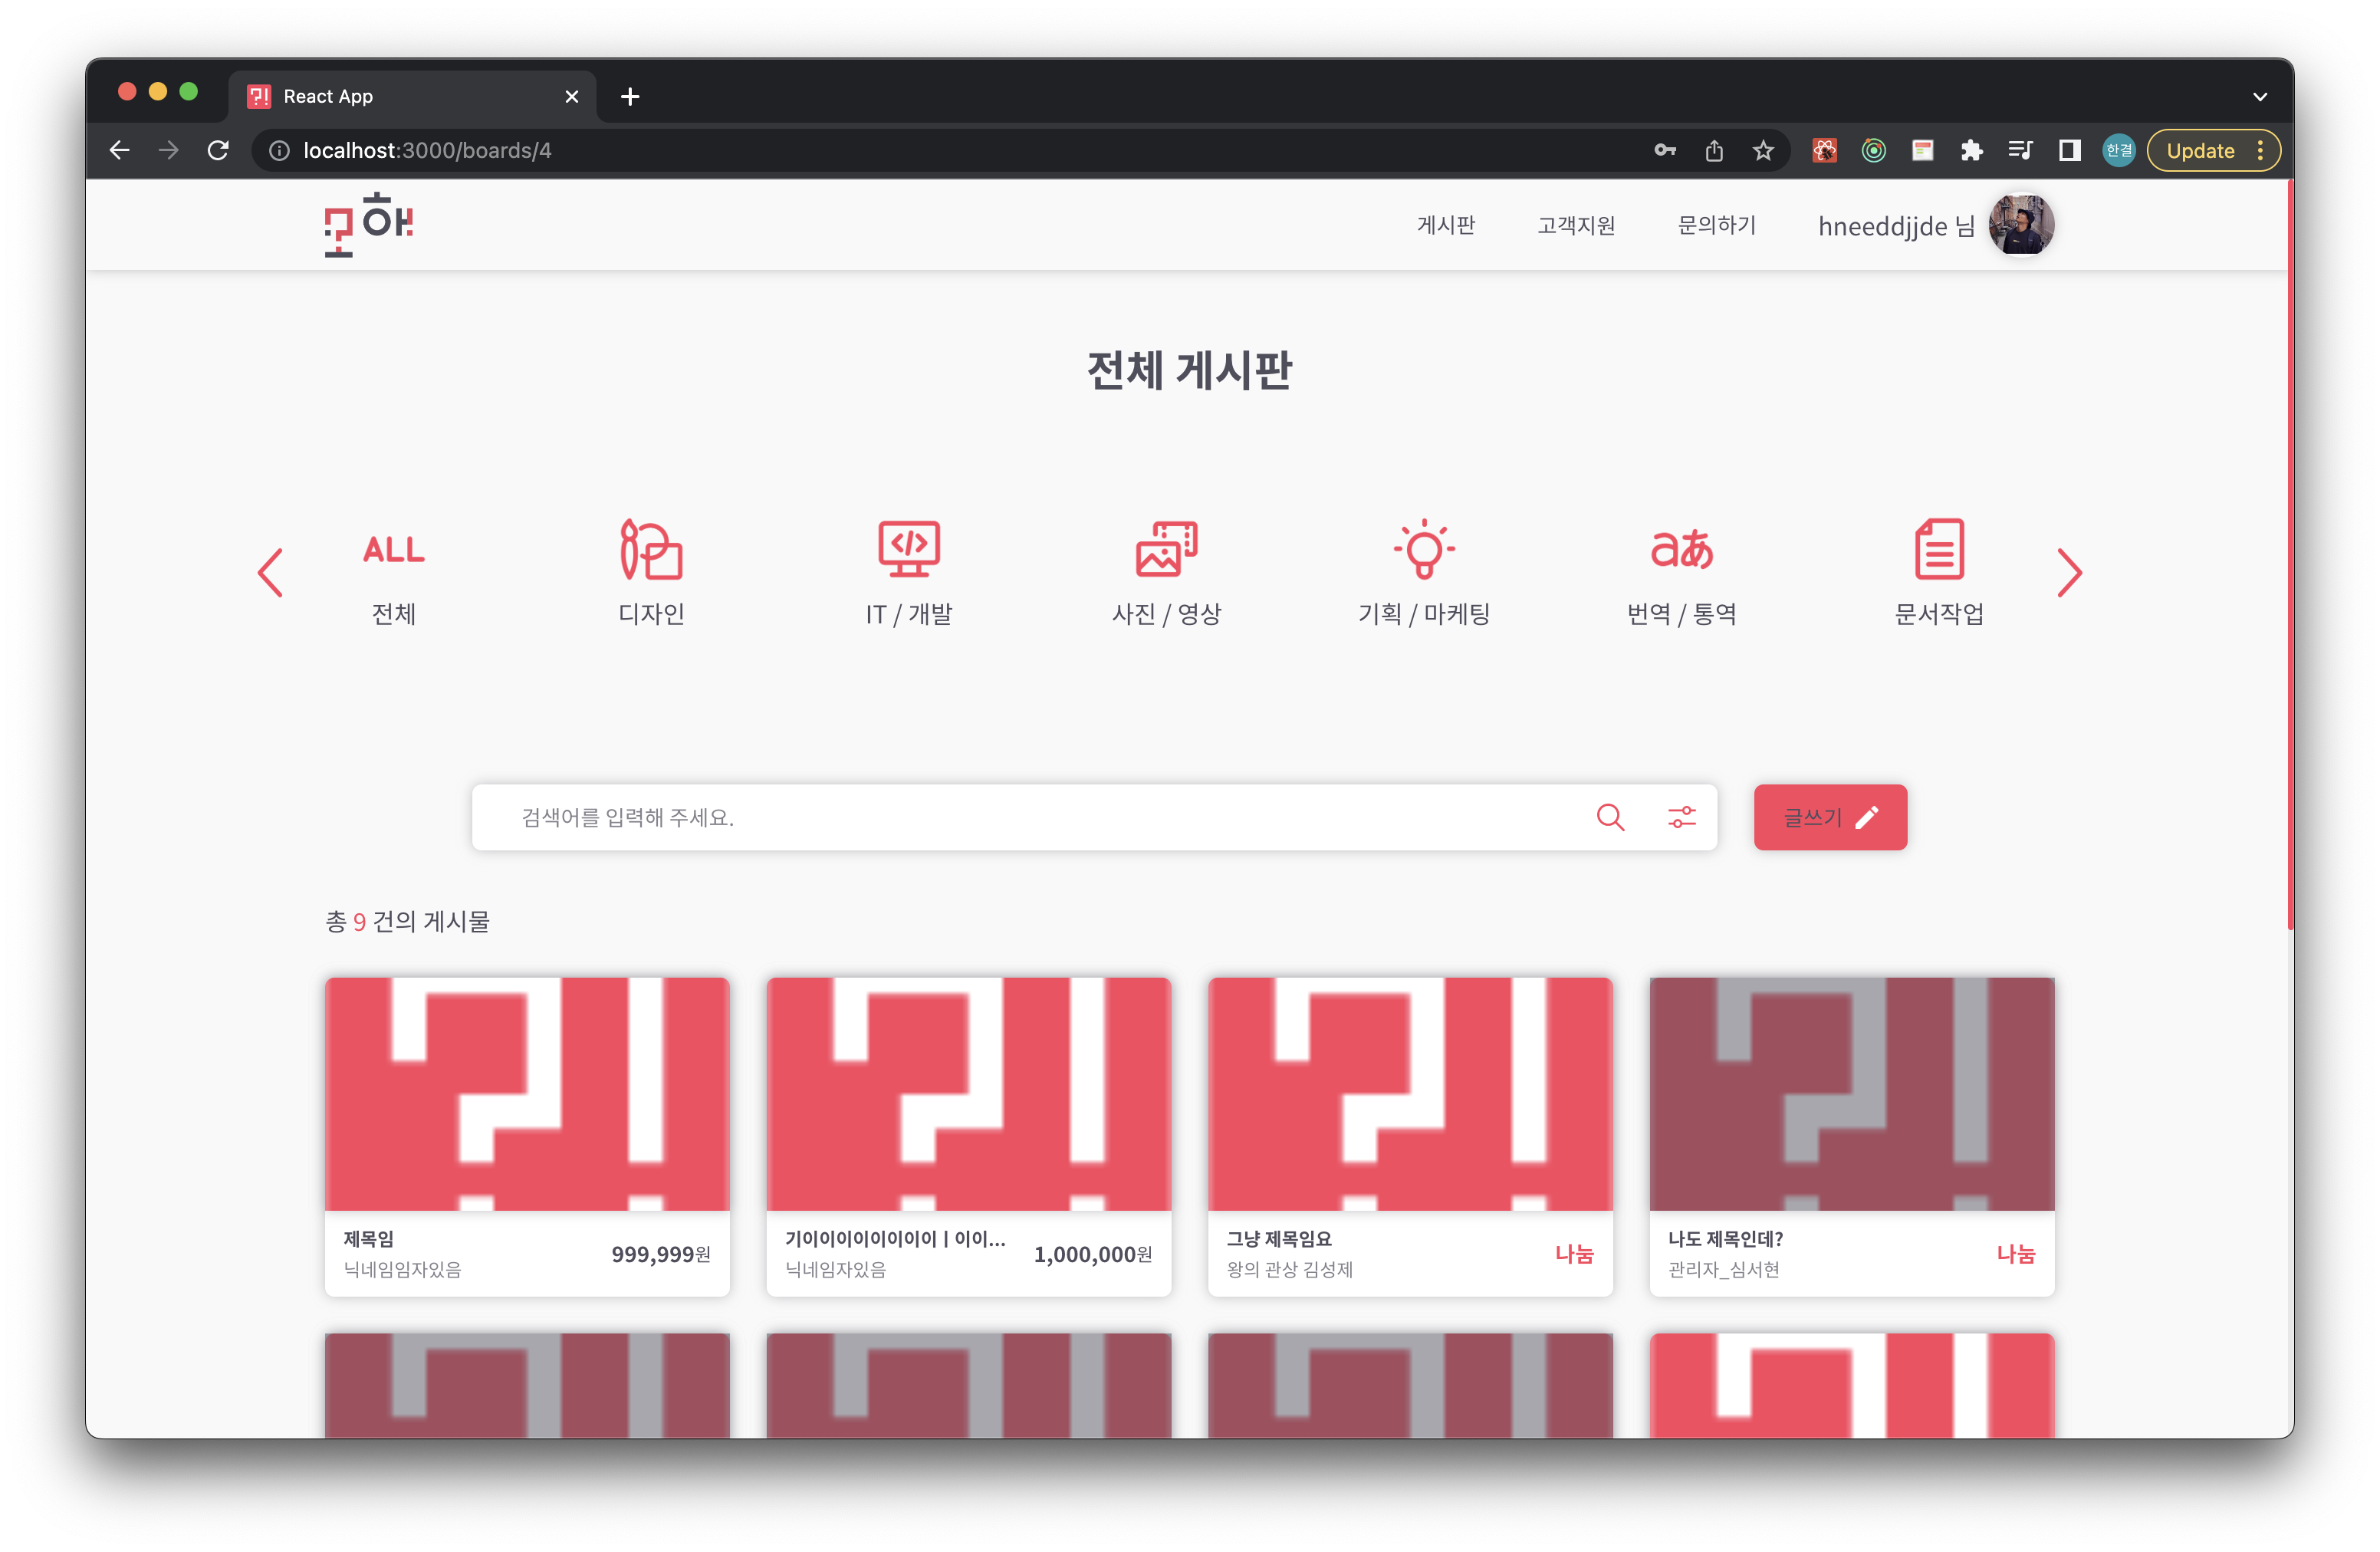 React App
localhost:3000/boards/4
한결
Update
모해
게시판
고객지원
문의하기
hneeddjjde 님
전체 게시판
ALL
aあ
전체
디자인
IT / 개발
사진 / 영상
기획 / 마케팅
번역 / 통역
문서작업
검색어를 입력해 주세요.
글쓰기
총 9 건의 게시물
제목임
닉네임임자있음
999,999원
기이이이이이이이이ㅣ이이...
닉네임자있음
1,000,000원
그냥 제목임요
왕의 관상 김성제
나눔
나도 제목인데?
관리자_심서현
나눔